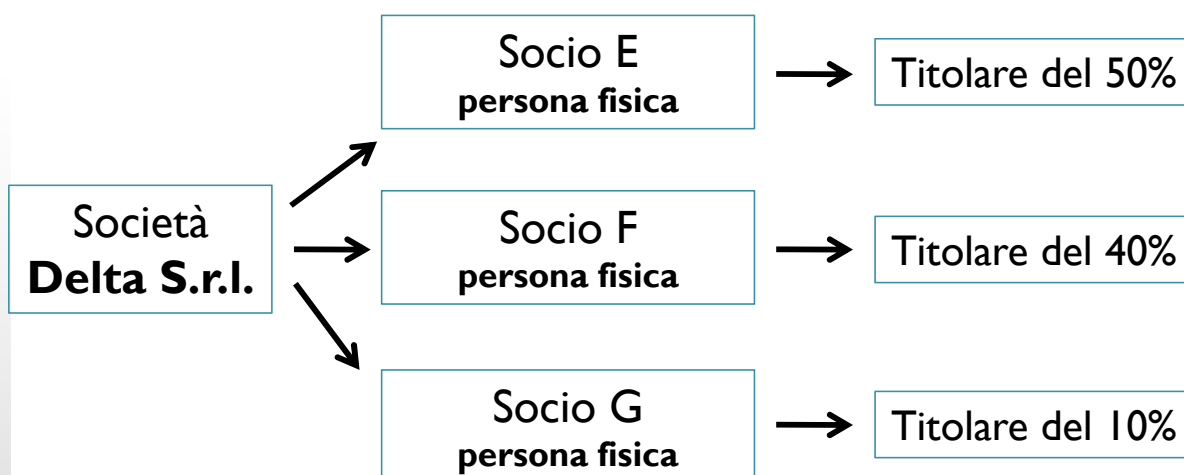 Socio E
persona fisica
Titolare del 50%
Società
Delta S.r.l.
Socio F
persona fisica
Titolare del 40%
Socio G
persona fisica
Titolare del 10%